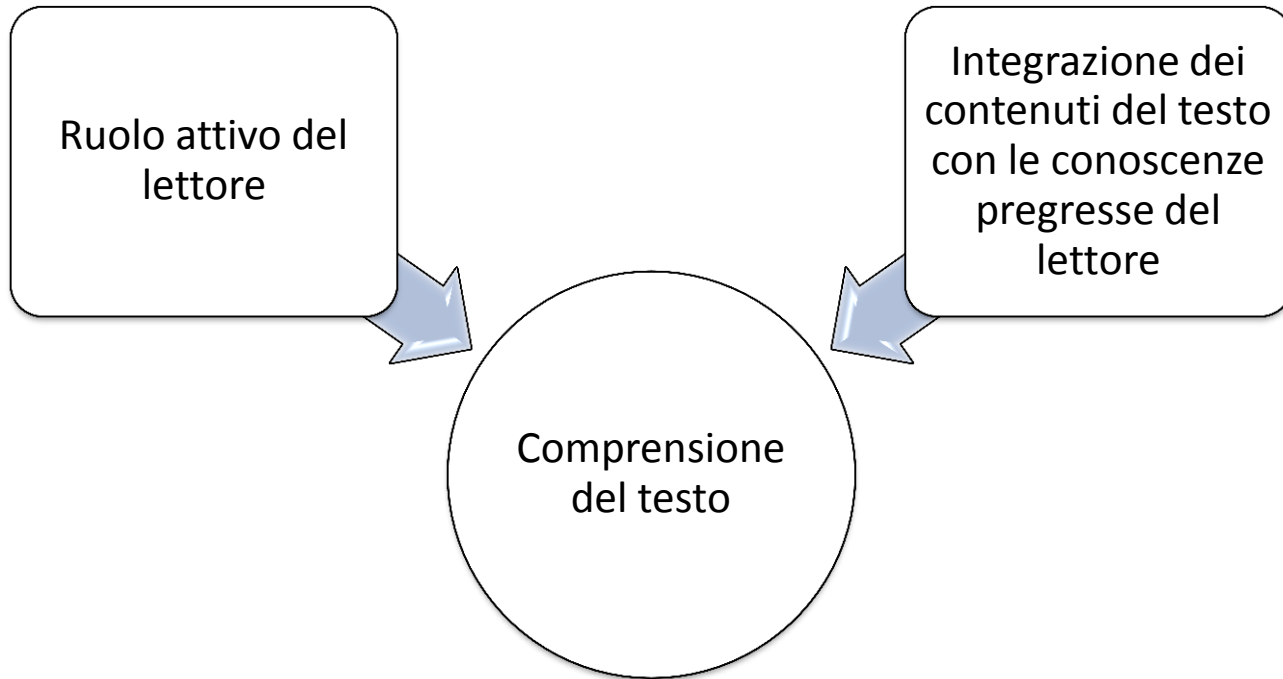 Ruolo attivo del
lettore
Integrazione dei
contenuti del testo
con le conoscenze
pregresse del
lettore
Comprensione
del testo